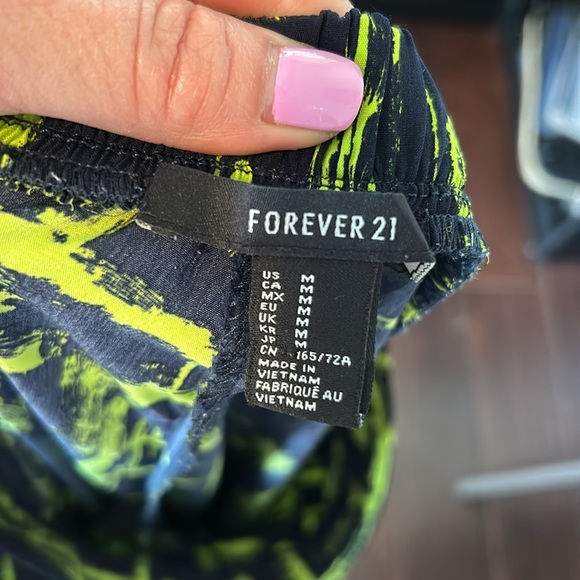 FOREVER 21
US M
CA M
MX M
EU M
UK M
KR M
JP M
CN 165/72A
MADE IN
VIETNAM
FABRIQUÉ AU
VIETNAM